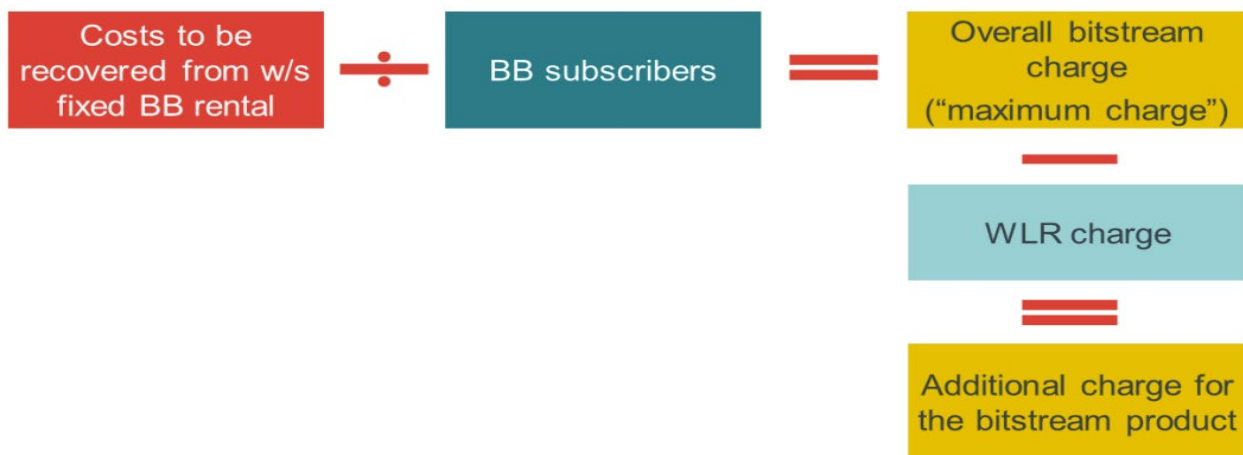 Costs to be
recovered from w/s
fixed BB rental
BB subscribers
Overall bitstream
charge
(“maximum charge”)
WLR charge
Additional charge for
the bitstream product